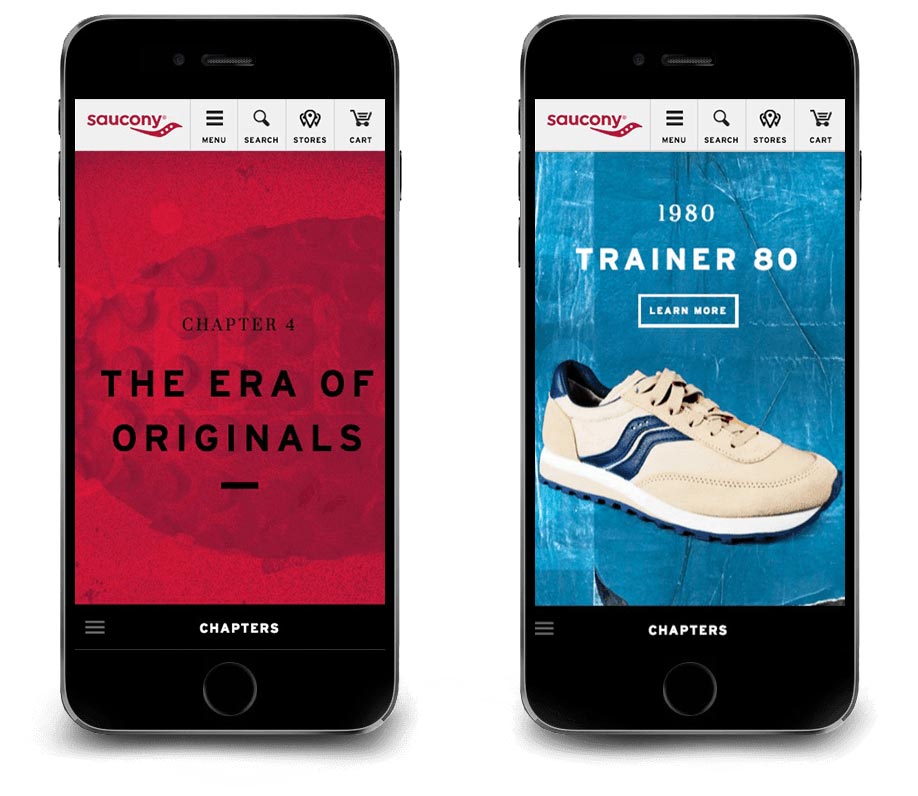 saucony®
MENU
SEARCH
STORES
CART
CHAPTER 4
THE ERA OF
ORIGINALS
CHAPTERS
saucony®
MENU
SEARCH
STORES
CART
1980
TRAINER 80
LEARN MORE
CHAPTERS